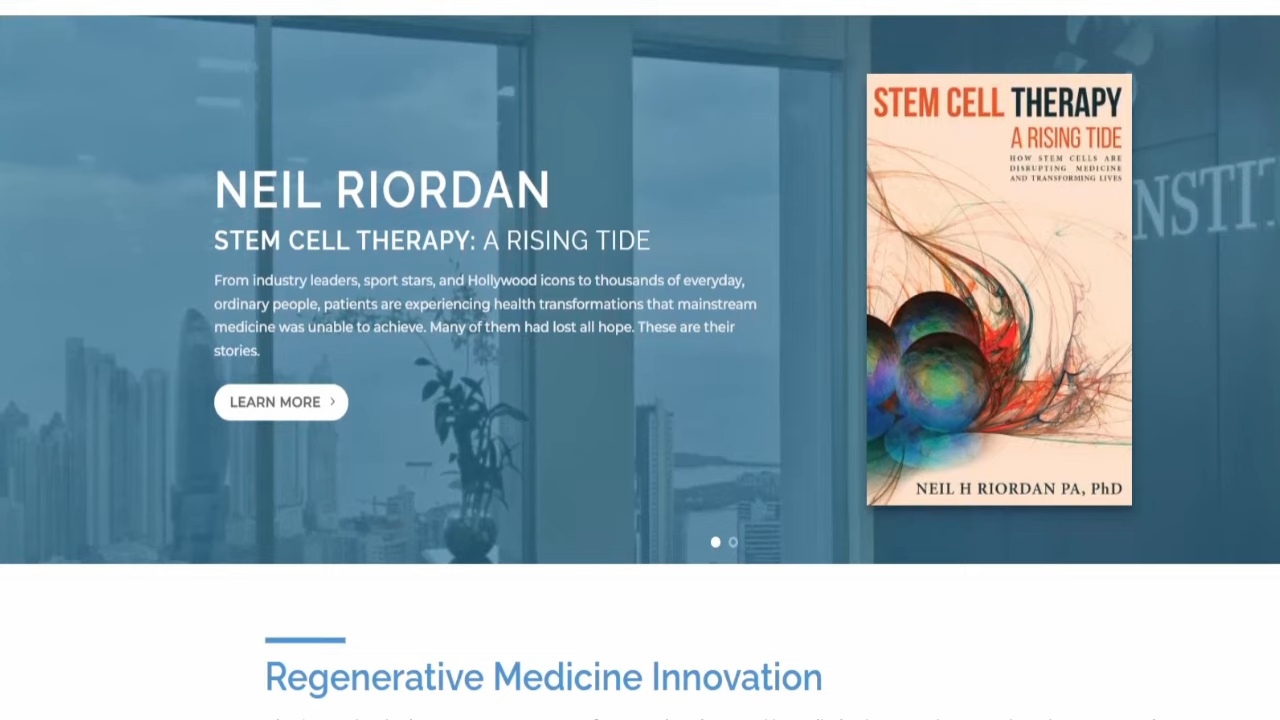 NEIL RIORDAN
STEM CELL THERAPY: A RISING TIDE
From industry leaders, sport stars, and Hollywood icons to thousands of everyday,
ordinary people, patients are experiencing health transformations that mainstream
medicine was unable to achieve. Many of them had lost all hope. These are their
stories.
LEARN MORE
STEM CELL THERAPY
A RISING TIDE
HOW STEM CELLS ARE
DISRUPTING MEDICINE
AND TRANSFORMING LIVES
NEIL H RIORDAN PA, PhD
NSTIT
Regenerative Medicine Innovation